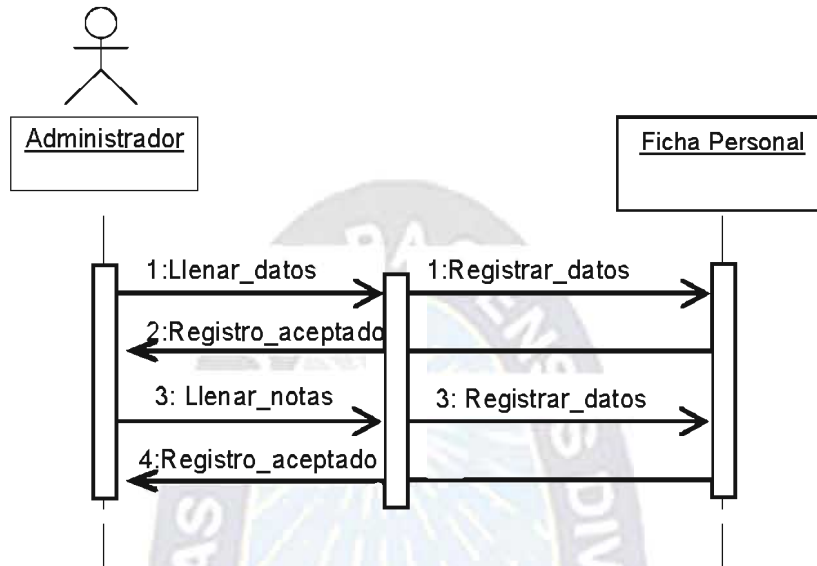 Administrador
Ficha Personal
1:Llenar_datos
1:Registrar_datos
2:Registro_aceptado
3: Llenar_notas
3: Registrar_datos
4:Registro_aceptado